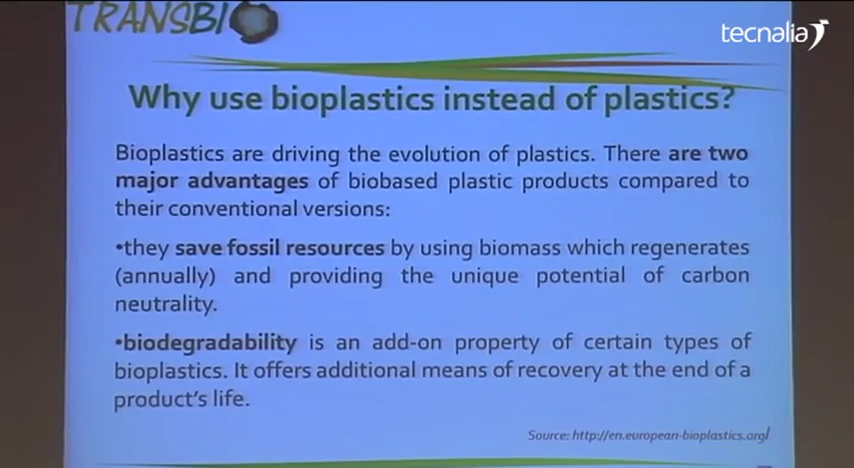 TRANSBIO
tecnalia
Why use bioplastics instead of plastics?
Bioplastics are driving the evolution of plastics. There are two
major advantages of biobased plastic products compared to
their conventional versions:
•they save fossil resources by using biomass which regenerates
(annually) and providing the unique potential of carbon
neutrality.
•biodegradability is an add-on property of certain types of
bioplastics. It offers additional means of recovery at the end of a
product's life.
Source: http://en.european-bioplastics.org/